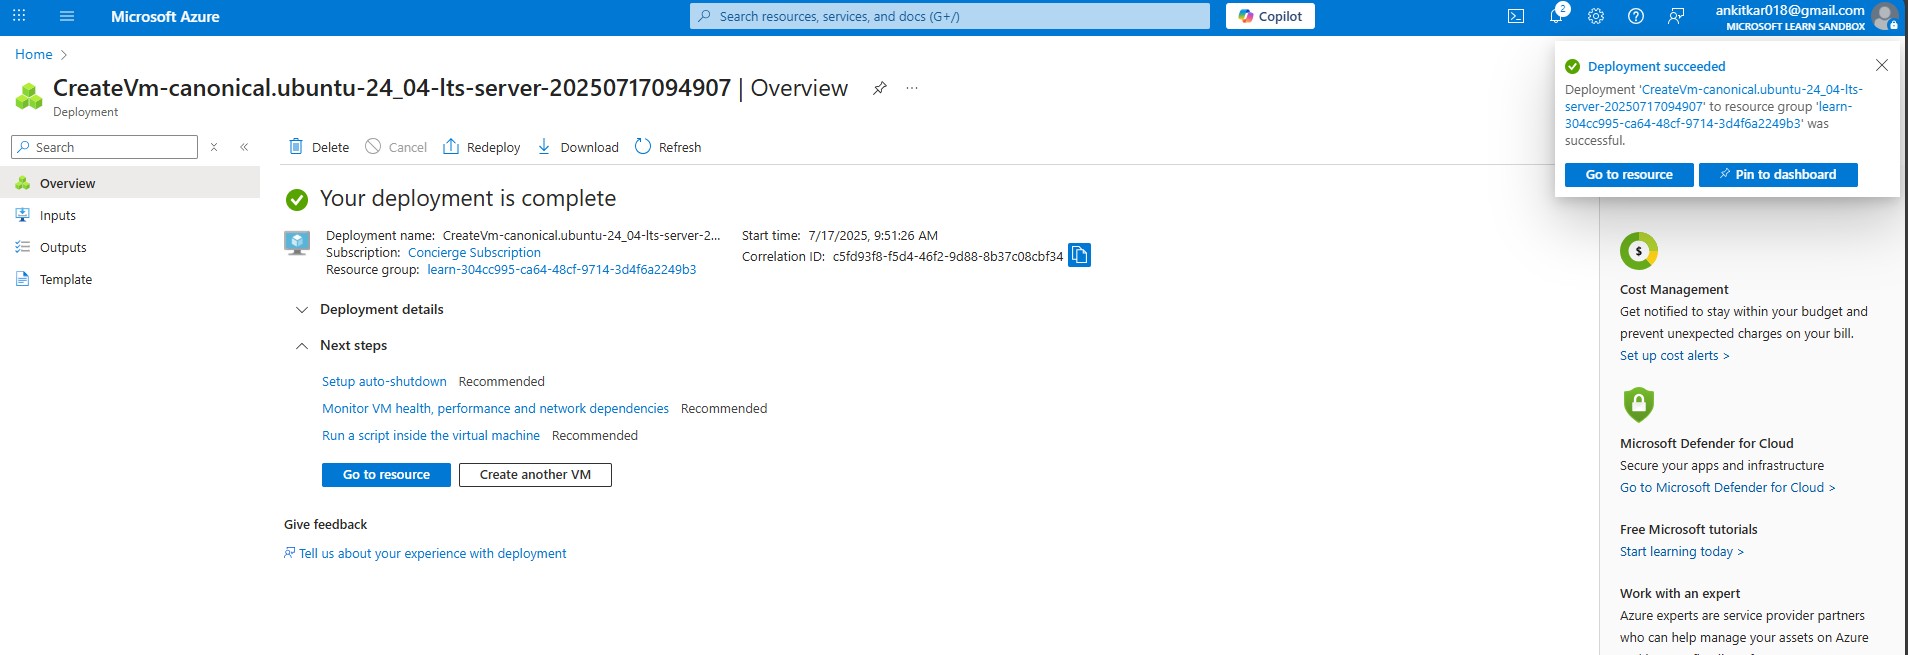 Microsoft Azure
Search resources, services, and docs (G+/)
Copilot
2
ankitkar018@gmail.com
MICROSOFT LEARN SANDBOX
Home
CreateVm-canonical.ubuntu-24_04-lts-server-20250717094907 | Overview
Deployment
Search
Overview
Inputs
Outputs
Template
Delete
Cancel
Redeploy
Download
Refresh
Your deployment is complete
Deployment name: CreateVm-canonical.ubuntu-24_04-lts-server-2...
Subscription: Concierge Subscription
Resource group: learn-304cc995-ca64-48cf-9714-3d4f6a2249b3
Start time: 7/17/2025, 9:51:26 AM
Correlation ID: c5fd93f8-f5d4-46f2-9d88-8b37c08cbf34
Deployment details
Next steps
Setup auto-shutdown Recommended
Monitor VM health, performance and network dependencies Recommended
Run a script inside the virtual machine Recommended
Go to resource
Create another VM
Give feedback
Tell us about your experience with deployment
Deployment succeeded
Deployment 'CreateVm-canonical.ubuntu-24_04-lts-
server-20250717094907' to resource group 'learn-
304cc995-ca64-48cf-9714-3d4f6a2249b3' was
successful.
Go to resource
Pin to dashboard
Cost Management
Get notified to stay within your budget and
prevent unexpected charges on your bill.
Set up cost alerts >
Microsoft Defender for Cloud
Secure your apps and infrastructure
Go to Microsoft Defender for Cloud >
Free Microsoft tutorials
Start learning today >
Work with an expert
Azure experts are service provider partners
who can help manage your assets on Azure